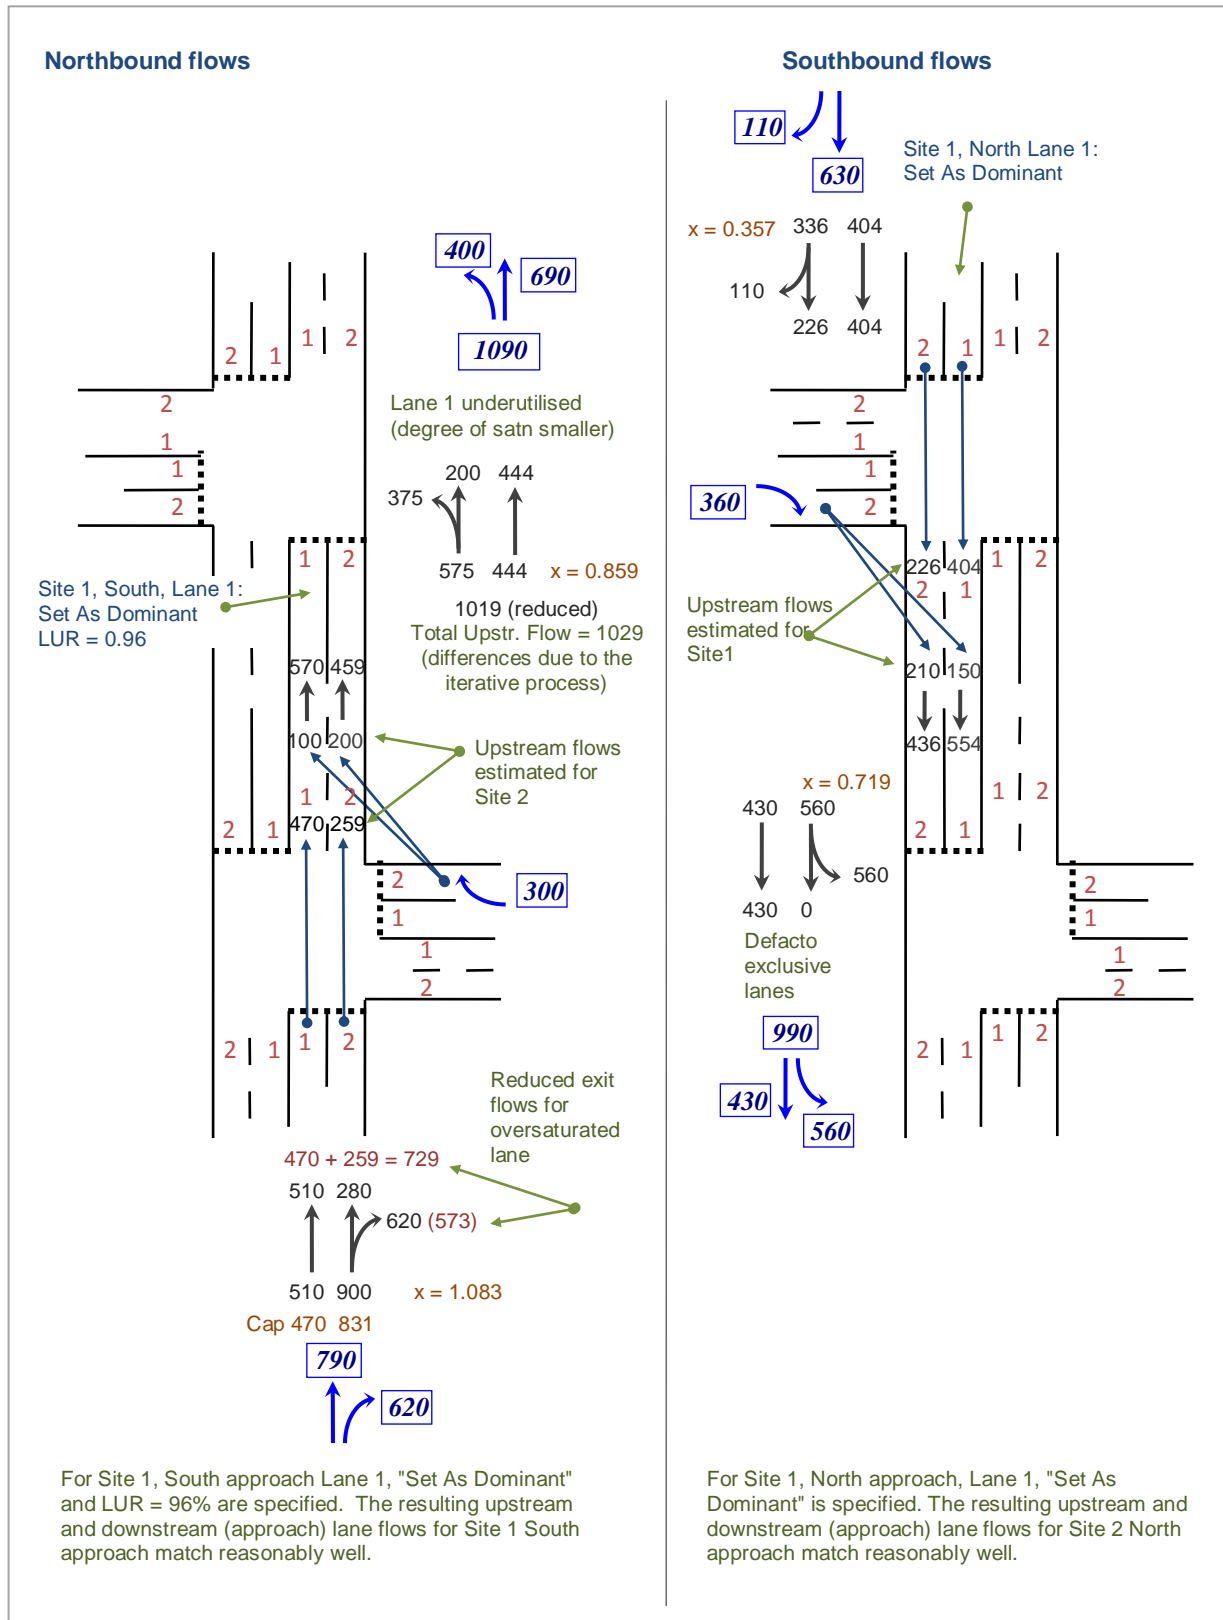 Northbound flows
400
690
1090
2 1 1 2
2
1
1
2
Lane 1 underutilised
(degree of satn smaller)
200 444
375
575 444 x = 0.859
1019 (reduced)
Total Upstr. Flow = 1029
(differences due to the
iterative process)
1 2
Site 1, South, Lane 1:
Set As Dominant
LUR = 0.96
570 459
100 200
Upstream flows
estimated for
Site 2
1 2
2 1 470 259
2
1
300
1
2
2 1 1 2
Reduced exit
flows for
oversaturated
lane
470 + 259 = 729
510 280
620 (573)
510 900 x = 1.083
Cap 470 831
790
620
For Site 1, South approach Lane 1, "Set As Dominant"
and LUR = 96% are specified. The resulting upstream
and downstream (approach) lane flows for Site 1 South
approach match reasonably well.
Southbound flows
110
630
Site 1, North Lane 1:
Set As Dominant
x = 0.357 336 404
110
226 404
2 1 1 2
2
1
1
2
360
1 2
226 404
2 1
Upstream flows
estimated for
Site1
210 150
436 554
x = 0.719
430 560
560
430 0
2 1 1 2
2
1
1
2
Defacto
exclusive
lanes
990
430
560
2 1 1 2
For Site 1, North approach, Lane 1, "Set As
Dominant" is specified. The resulting upstream and
downstream (approach) lane flows for Site 2 North
approach match reasonably well.